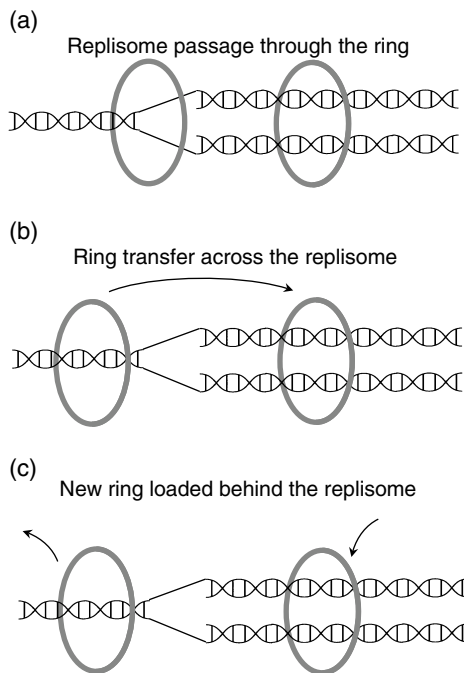 (a)
Replisome passage through the ring
(b)
Ring transfer across the replisome
(c)
New ring loaded behind the replisome